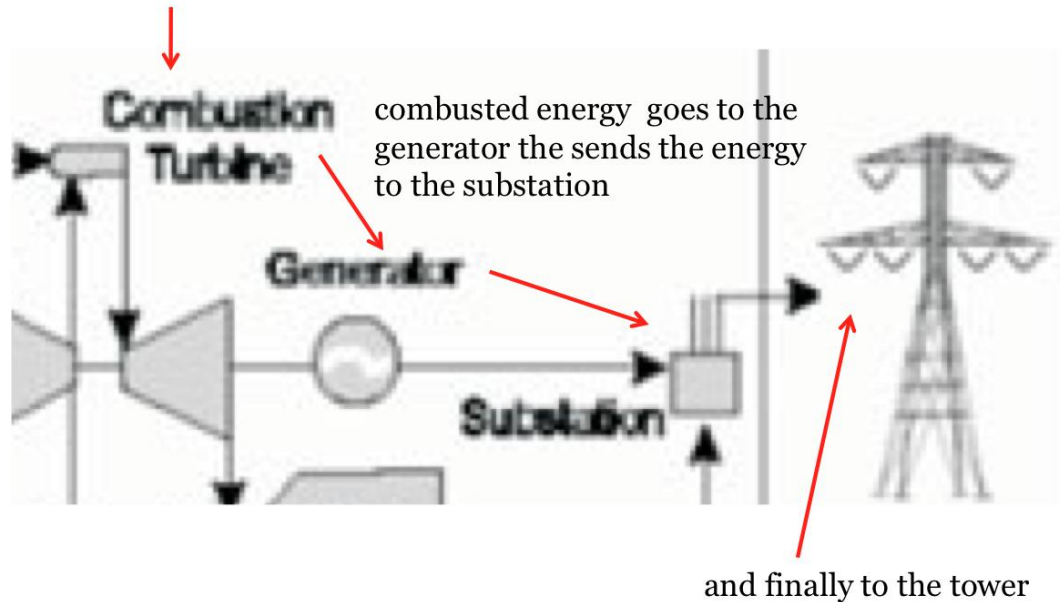 Combustion
Turbine
combusted energy goes to the
generator the sends the energy
to the substation
Generator
Substation
and finally to the tower